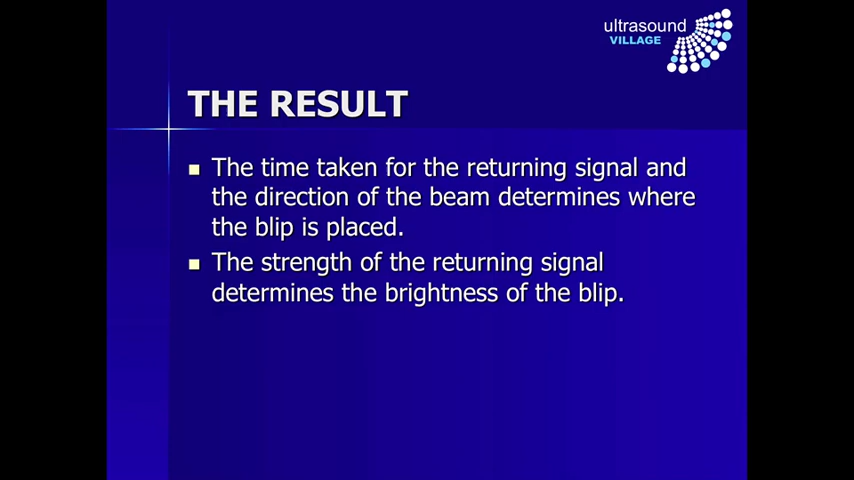 ultrasound
VILLAGE
THE RESULT
The time taken for the returning signal and
the direction of the beam determines where
the blip is placed.
The strength of the returning signal
determines the brightness of the blip.